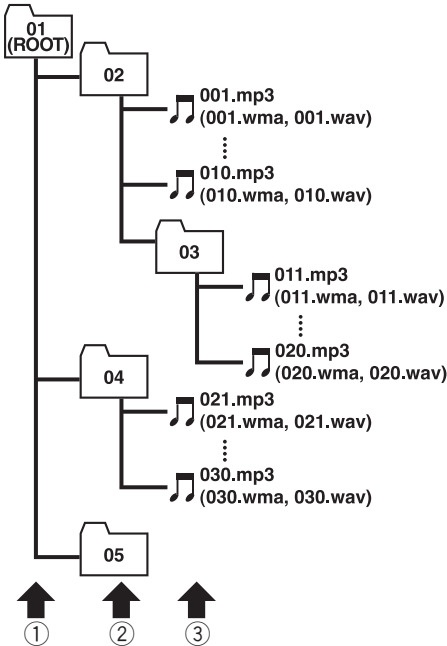 01
(ROOT)
02
001.mp3
(001.wma, 001.wav)
010.mp3
(010.wma, 010.wav)
03
011.mp3
(011.wma, 011.wav)
020.mp3
(020.wma, 020.wav)
04
021.mp3
(021.wma, 021.wav)
030.mp3
(030.wma, 030.wav)
05
① ② ③